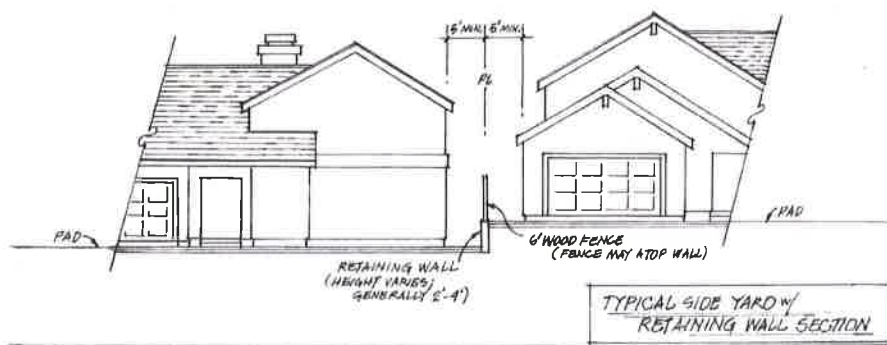 5' MIN. 5' MIN.
PL
PAD
PAD
6' WOOD FENCE
(FENCE MAY ATOP WALL)
RETAINING WALL
(HEIGHT VARIES;
GENERALLY 2'-4')
TYPICAL SIDE YARD W/
RETAINING WALL SECTION